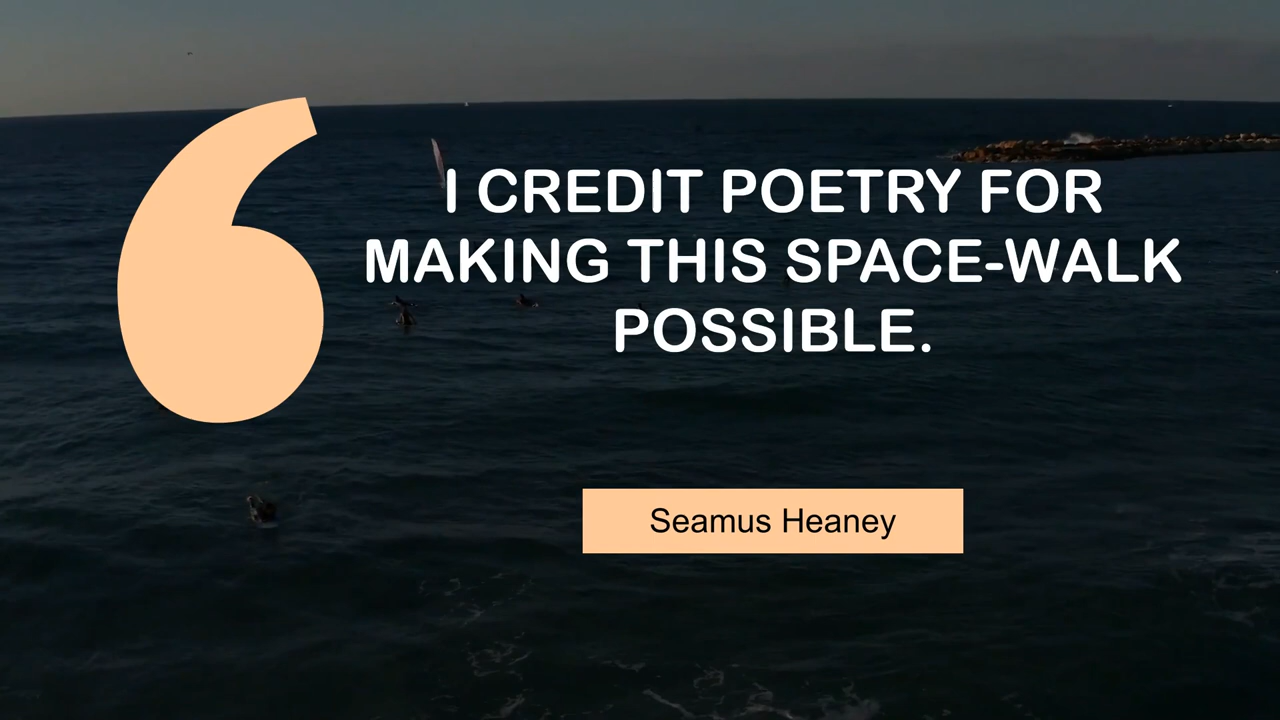 I CREDIT POETRY FOR
MAKING THIS SPACE-WALK
POSSIBLE.
Seamus Heaney